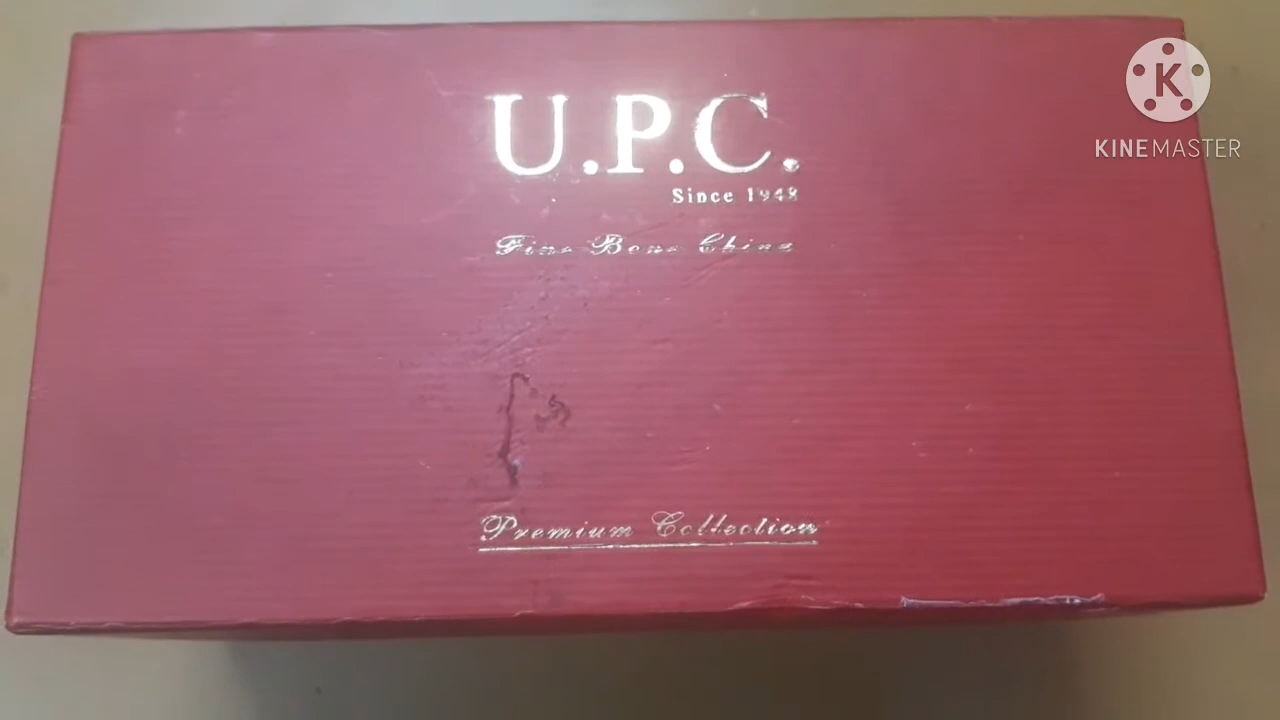 U.P.C.
Since 1948
Fine Bone China
Premium Collection
K
KINEMASTER